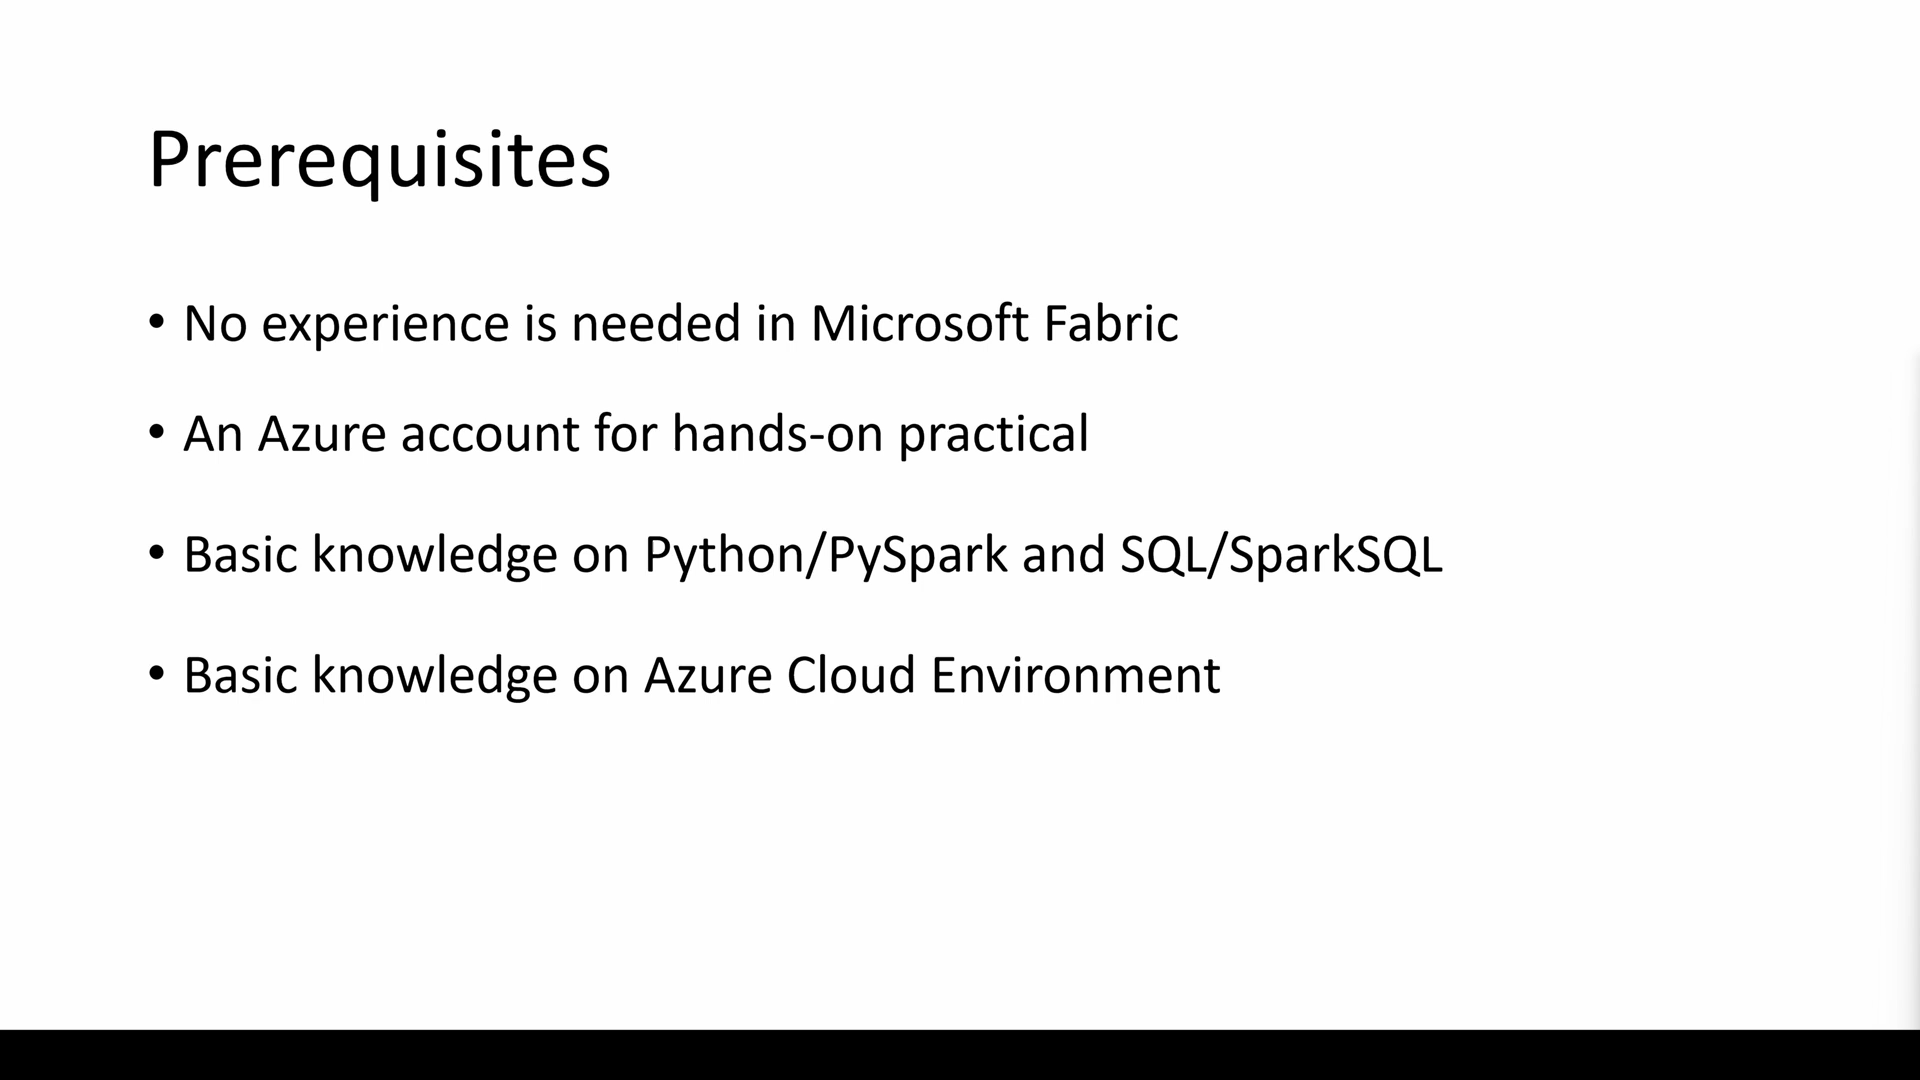 Prerequisites
• No experience is needed in Microsoft Fabric
• An Azure account for hands-on practical
• Basic knowledge on Python/PySpark and SQL/SparkSQL
• Basic knowledge on Azure Cloud Environment